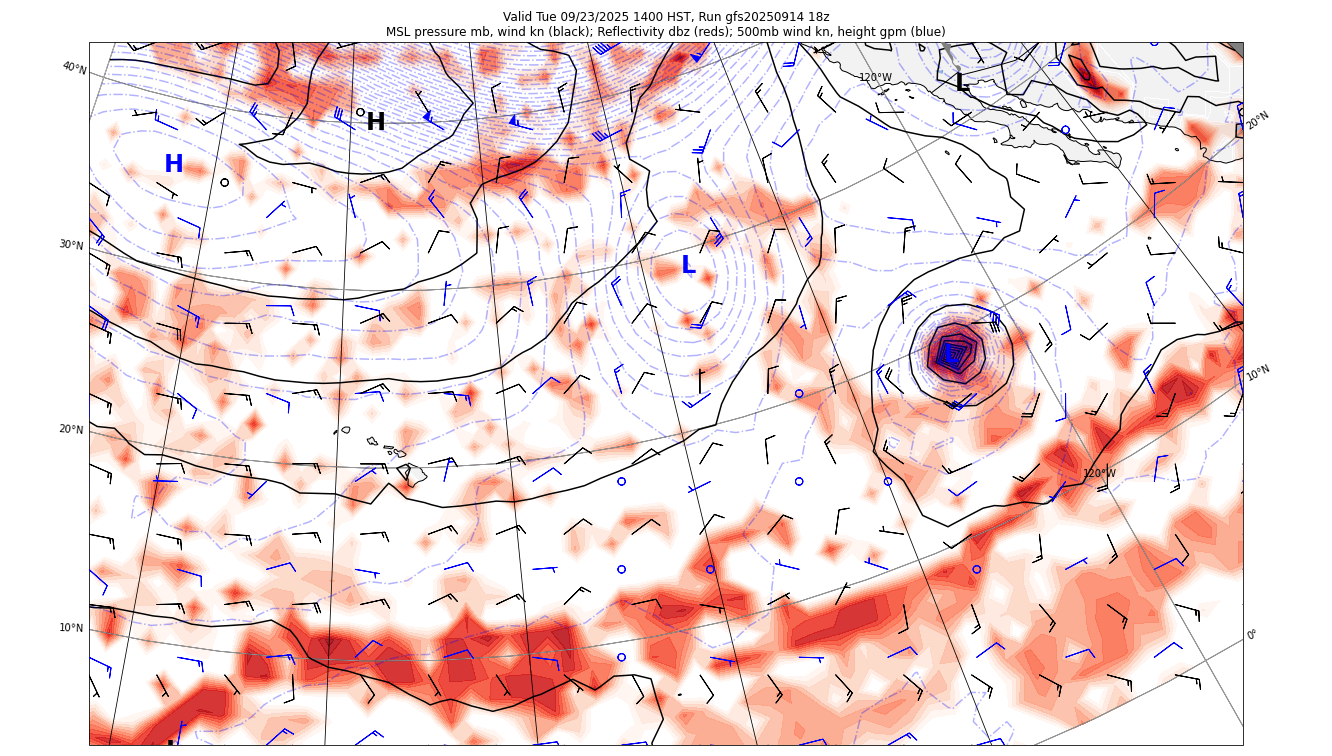 Valid Tue 09/23/2025 1400 HST, Run gfs20250914 18z
MSL pressure mb, wind kn (black); Reflectivity dbz (reds); 500mb wind kn, height gpm (blue)
40°N
120°W
L
20°N
H
H
30°N
L
10°N
20°N
120°W
10°N
0°